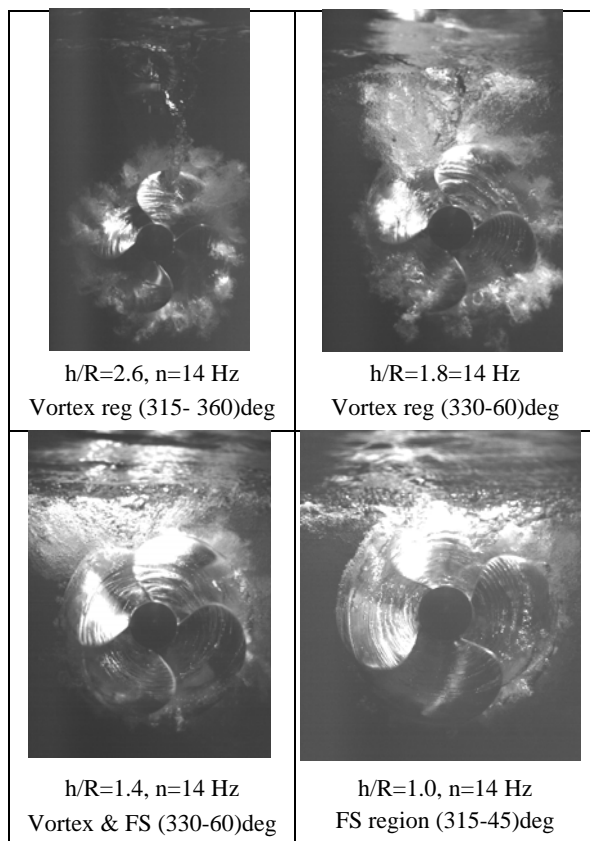 h/R=2.6, n=14 Hz
Vortex reg (315- 360)deg
h/R=1.8=14 Hz
Vortex reg (330-60)deg
h/R=1.4, n=14 Hz
Vortex & FS (330-60)deg
h/R=1.0, n=14 Hz
FS region (315-45)deg